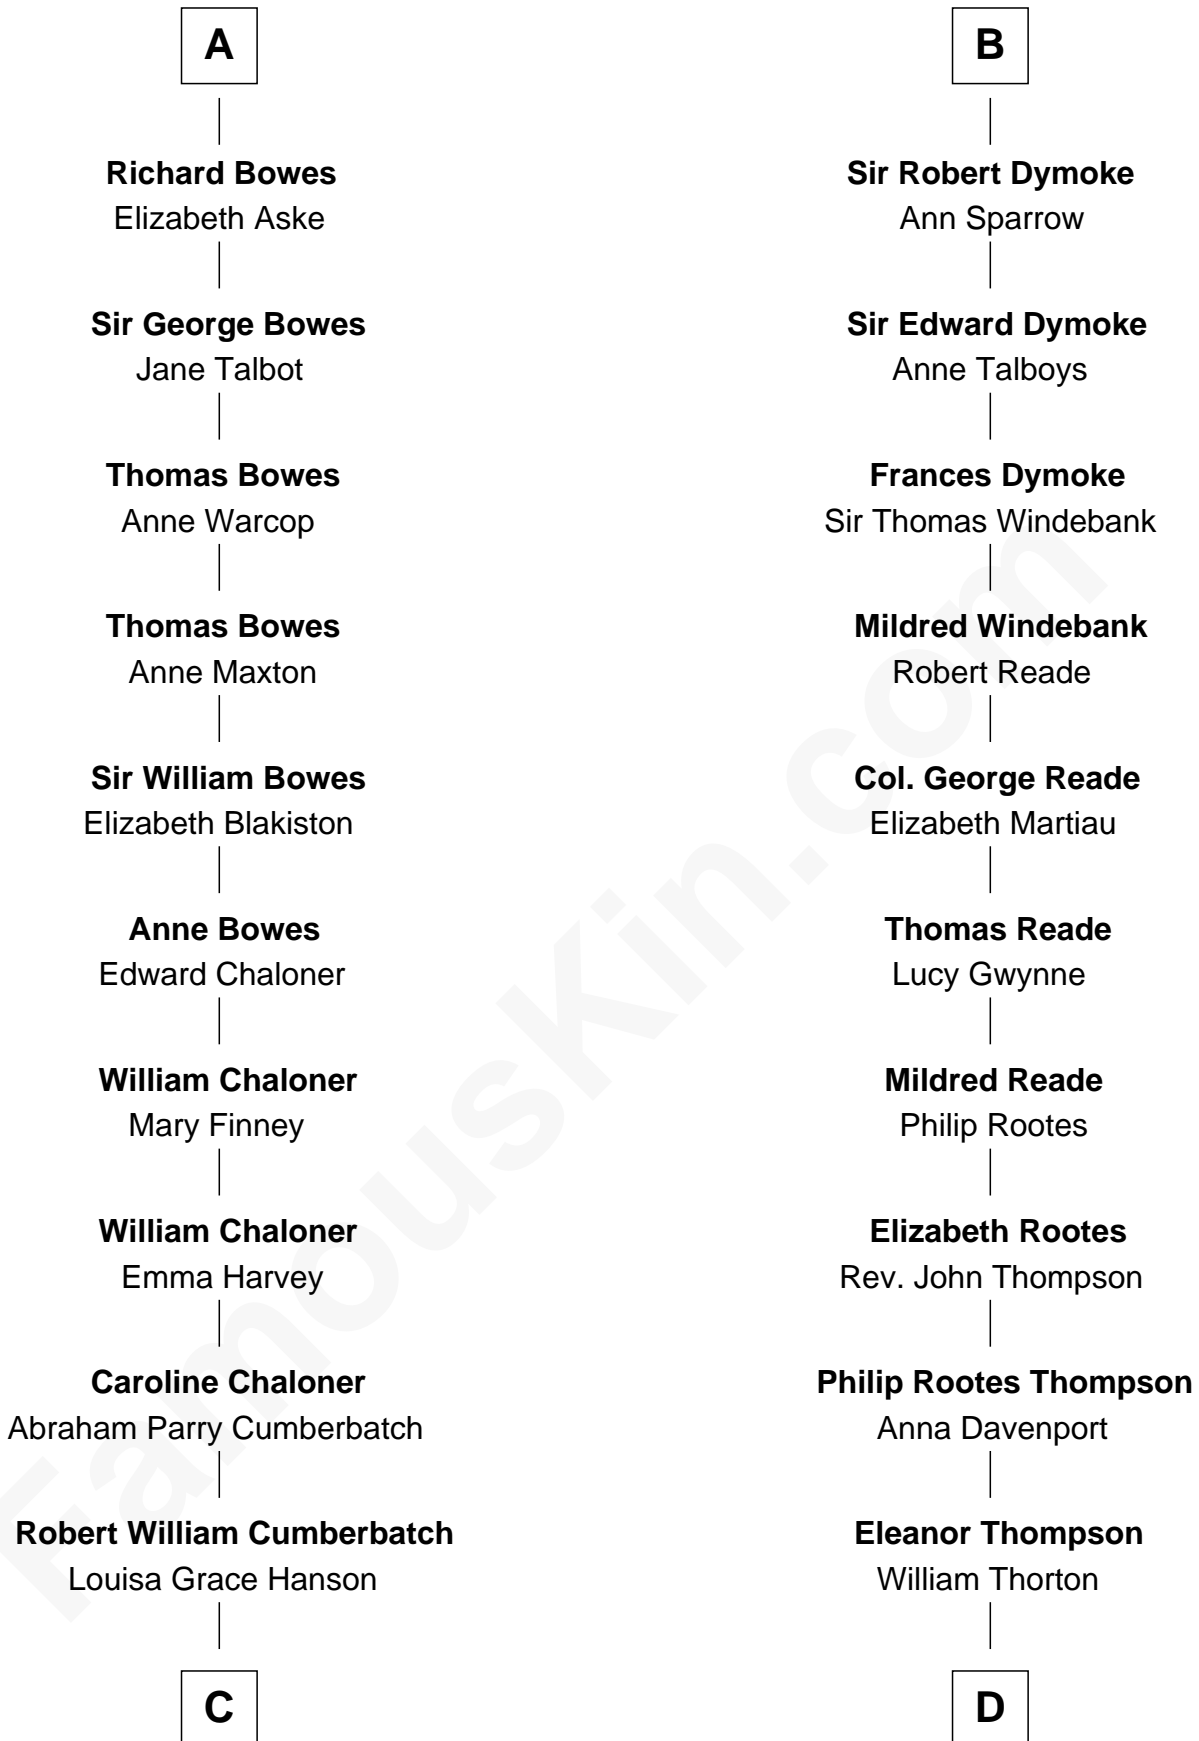 A
Richard Bowes
Elizabeth Aske
Sir George Bowes
Jane Talbot
Thomas Bowes
Anne Warcop
Thomas Bowes
Anne Maxton
Sir William Bowes
Elizabeth Blakiston
Anne Bowes
Edward Chaloner
William Chaloner
Mary Finney
William Chaloner
Emma Harvey
Caroline Chaloner
Abraham Parry Cumberbatch
Robert William Cumberbatch
Louisa Grace Hanson
C
B
Sir Robert Dymoke
Ann Sparrow
Sir Edward Dymoke
Anne Talboys
Frances Dymoke
Sir Thomas Windebank
Mildred Windebank
Robert Reade
Col. George Reade
Elizabeth Martiau
Thomas Reade
Lucy Gwynne
Mildred Reade
Philip Rootes
Elizabeth Rootes
Rev. John Thompson
Philip Rootes Thompson
Anna Davenport
Eleanor Thompson
William Thorton
D
FamousKin.com